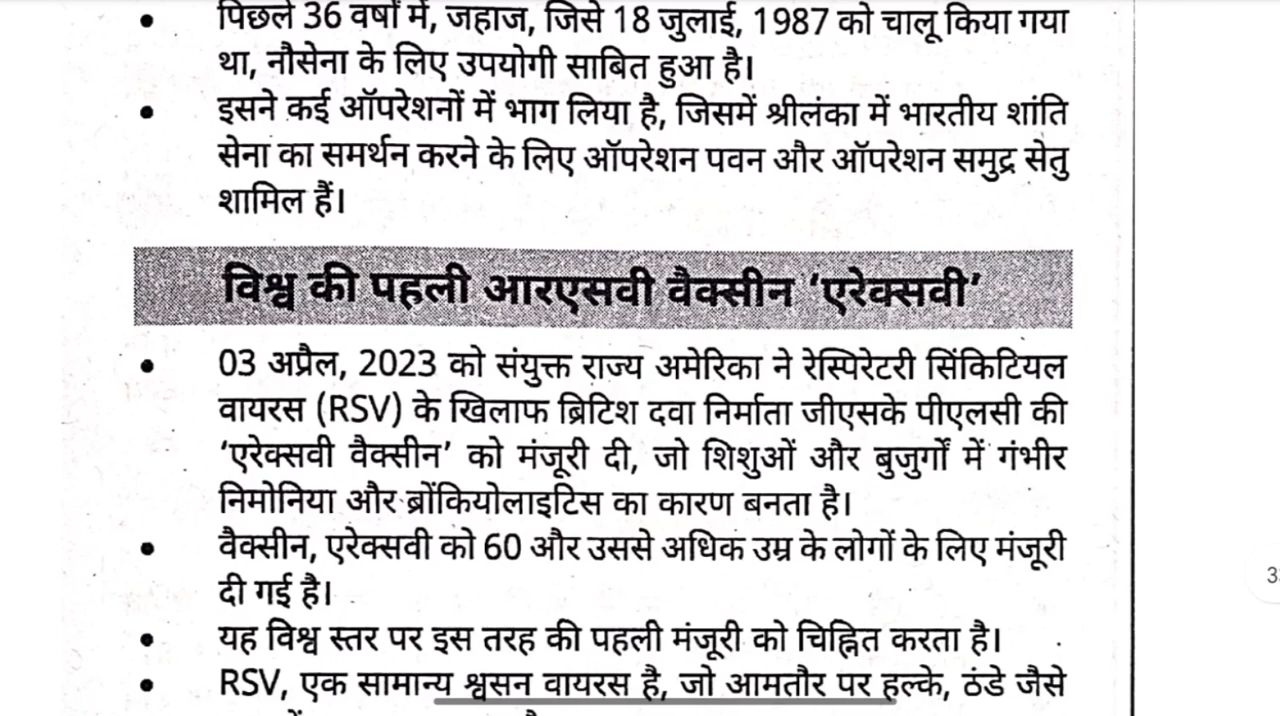 • पिछले 36 वर्षों में, जहाज, जिसे 18 जुलाई, 1987 को चालू किया गया
था, नौसेना के लिए उपयोगी साबित हुआ है।
• इसने कई ऑपरेशनों में भाग लिया है, जिसमें श्रीलंका में भारतीय शांति
सेना का समर्थन करने के लिए ऑपरेशन पवन और ऑपरेशन समुद्र सेतु
शामिल हैं।
विश्व की पहली आरएसवी वैक्सीन ‘एरेक्सवी’
• 03 अप्रैल, 2023 को संयुक्त राज्य अमेरिका ने रेस्पिरेटरी सिंकिटियल
वायरस (RSV) के खिलाफ ब्रिटिश दवा निर्माता जीएसके पीएलसी की
‘एरेक्सवी वैक्सीन’ को मंजूरी दी, जो शिशुओं और बुजुर्गों में गंभीर
निमोनिया और ब्रोंकियोलाइटिस का कारण बनता है।
• वैक्सीन, एरेक्सवी को 60 और उससे अधिक उम्र के लोगों के लिए मंजूरी
दी गई है।
• यह विश्व स्तर पर इस तरह की पहली मंजूरी को चिह्नित करता है।
• RSV, एक सामान्य श्वसन वायरस है, जो आमतौर पर हल्के, ठंडे जैसे